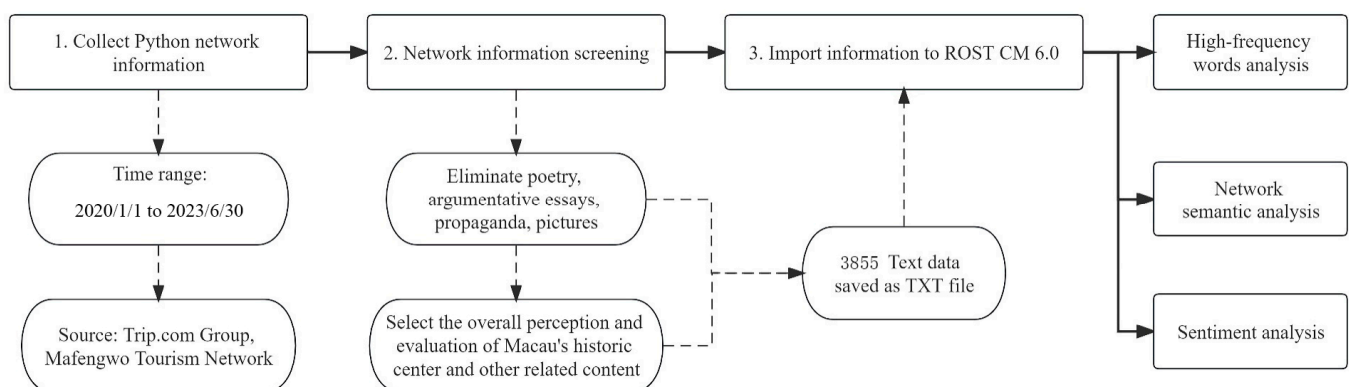 1. Collect Python network
information
2. Network information screening
3. Import information to ROST CM 6.0
High-frequency
words analysis
Time range:
2020/1/1 to 2023/6/30
Eliminate poetry,
argumentative essays,
propaganda, pictures
Network
semantic analysis
3855 Text data
saved as TXT file
Source: Trip.com Group,
Mafengwo Tourism Network
Select the overall perception and
evaluation of Macau's historic
center and other related content
Sentiment analysis